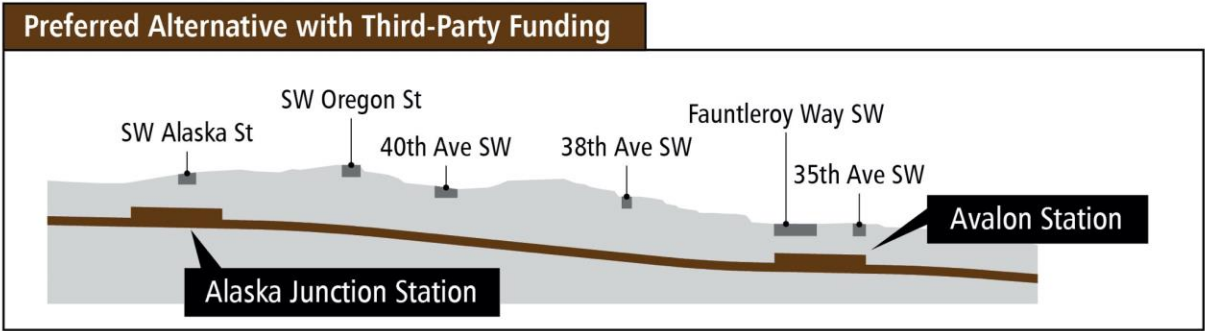 Preferred Alternative with Third-Party Funding
SW Alaska St
SW Oregon St
40th Ave SW
38th Ave SW
Fauntleroy Way SW
35th Ave SW
Avalon Station
Alaska Junction Station